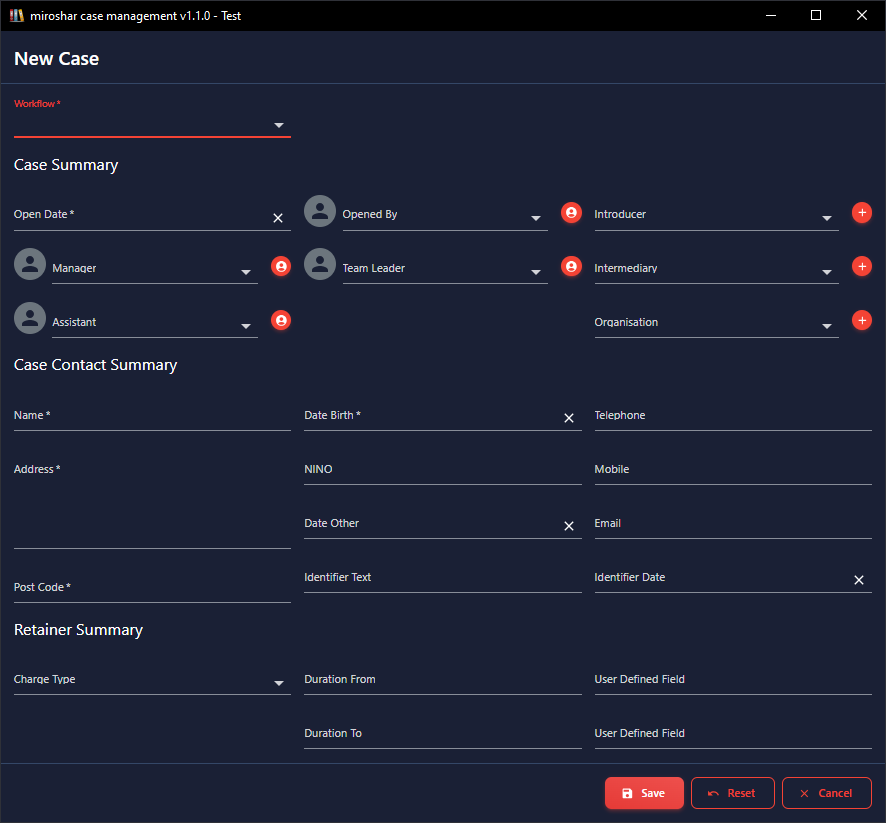 miroshar case management v1.1.0 - Test
New Case
Workflow *
Case Summary
Open Date *
Opened By
Introducer
Manager
Team Leader
Intermediary
Assistant
Organisation
Case Contact Summary
Name *
Date Birth *
Telephone
Address *
NINO
Mobile
Date Other
Email
Post Code *
Identifier Text
Identifier Date
Retainer Summary
Charge Type
Duration From
User Defined Field
Duration To
User Defined Field
Save
Reset
Cancel